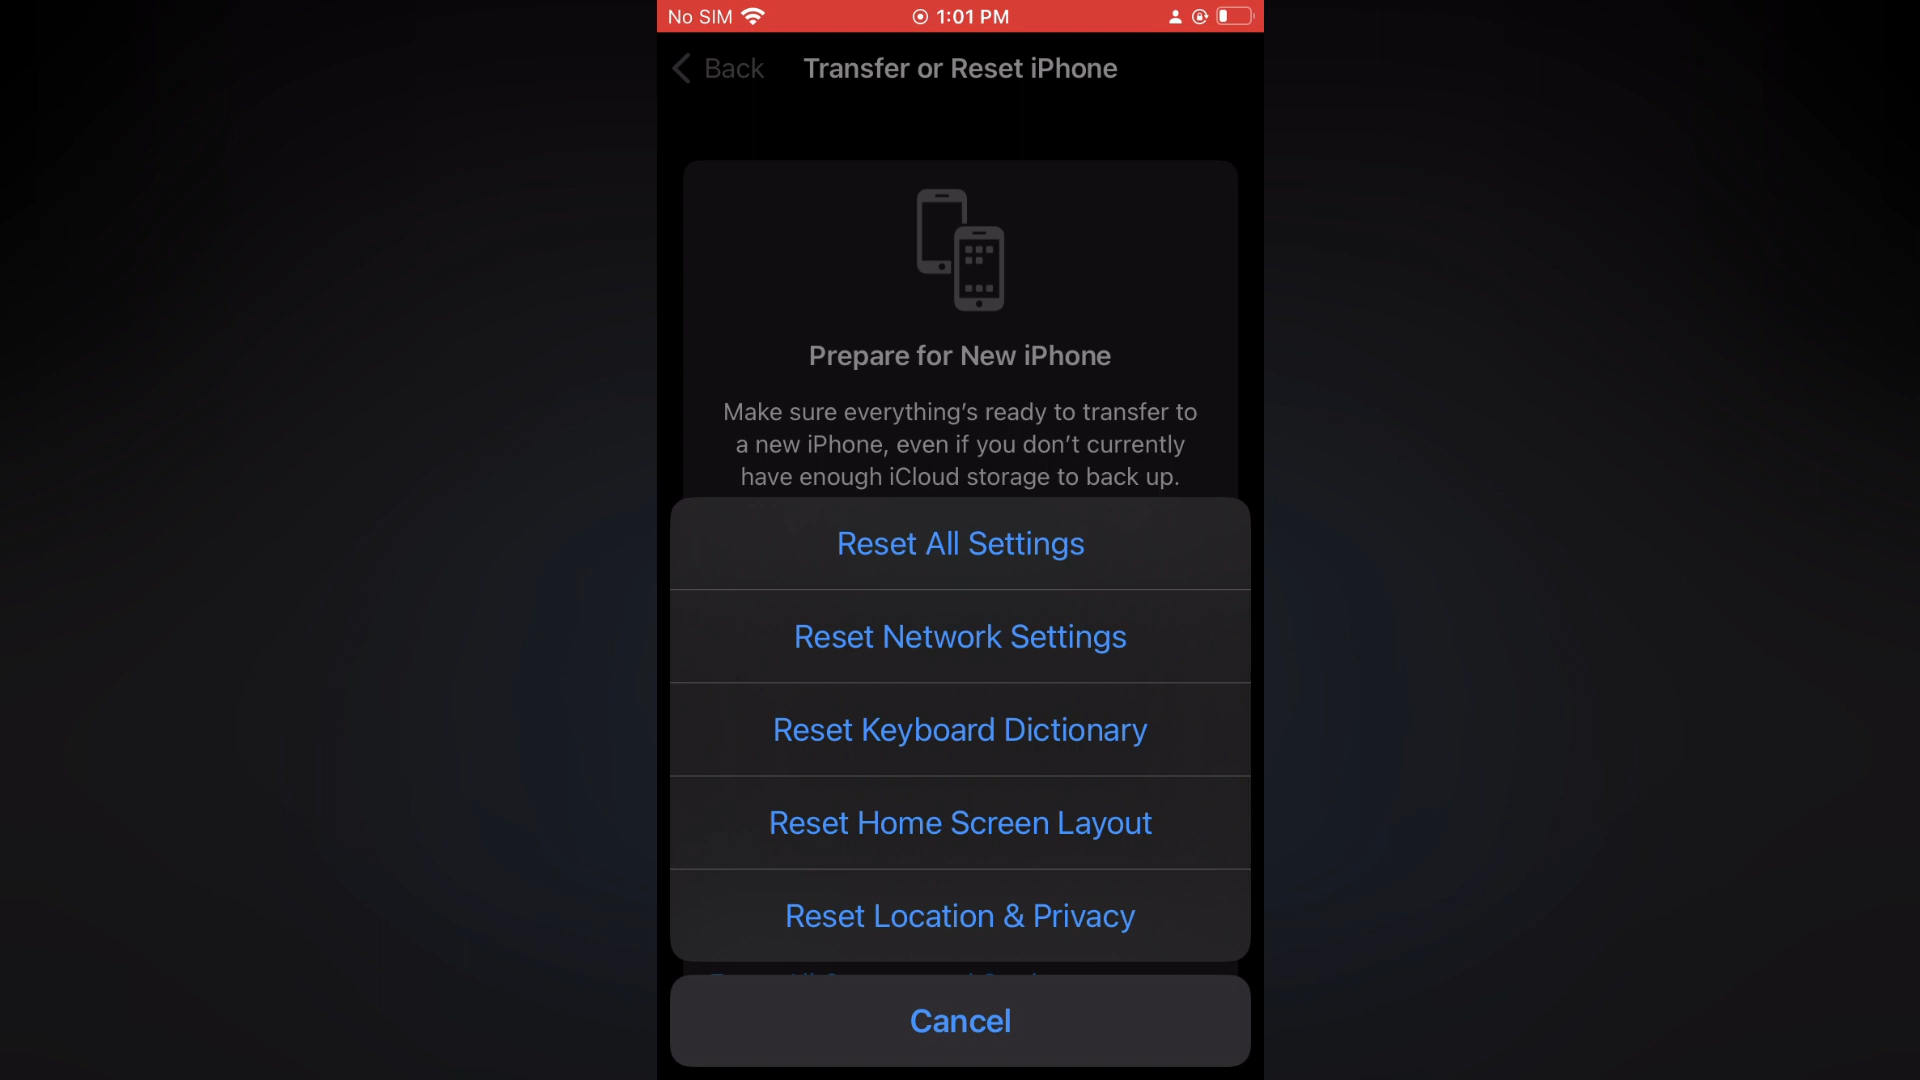 No SIM 1:01 PM
Back Transfer or Reset iPhone
Prepare for New iPhone
Make sure everything's ready to transfer to
a new iPhone, even if you don't currently
have enough iCloud storage to back up.
Reset All Settings
Reset Network Settings
Reset Keyboard Dictionary
Reset Home Screen Layout
Reset Location & Privacy
Cancel